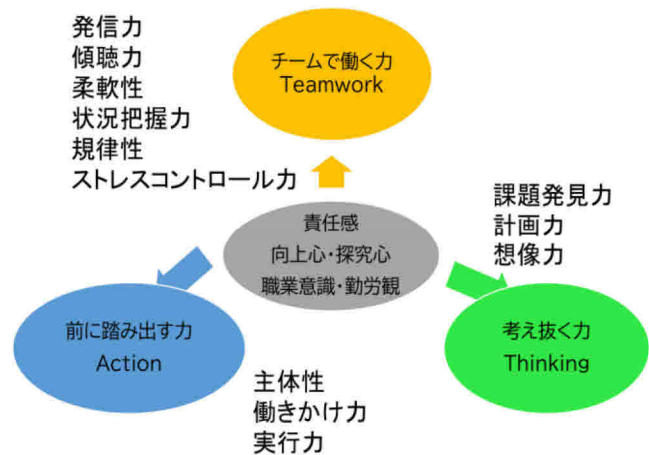 発信力
傾聴力
柔軟性
状況把握力
規律性
ストレスコントロール力
チームで働く力
Teamwork
責任感
向上心・探究心
職業意識・勤労観
課題発見力
計画力
想像力
前に踏み出す力
Action
主体性
働きかけ力
実行力
考え抜く力
Thinking